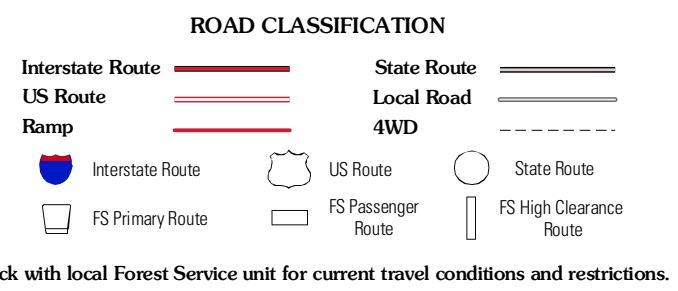 ROAD CLASSIFICATION
Interstate Route
State Route
US Route
Local Road
Ramp
4WD
Interstate Route
US Route
State Route
FS Primary Route
FS Passenger
Route
FS High Clearance
Route
with local Forest Service unit for current travel conditions and restrictions.